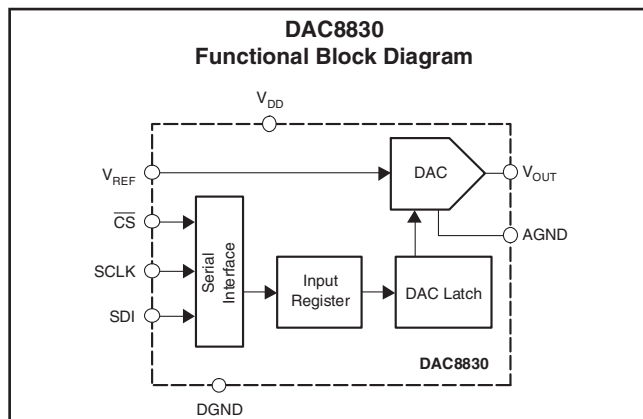 DAC8830
Functional Block Diagram
VDD
VREF
DAC
VOUT
CS
AGND
SCLK
Serial
Interface
Input
Register
DAC Latch
SDI
DAC8830
DGND